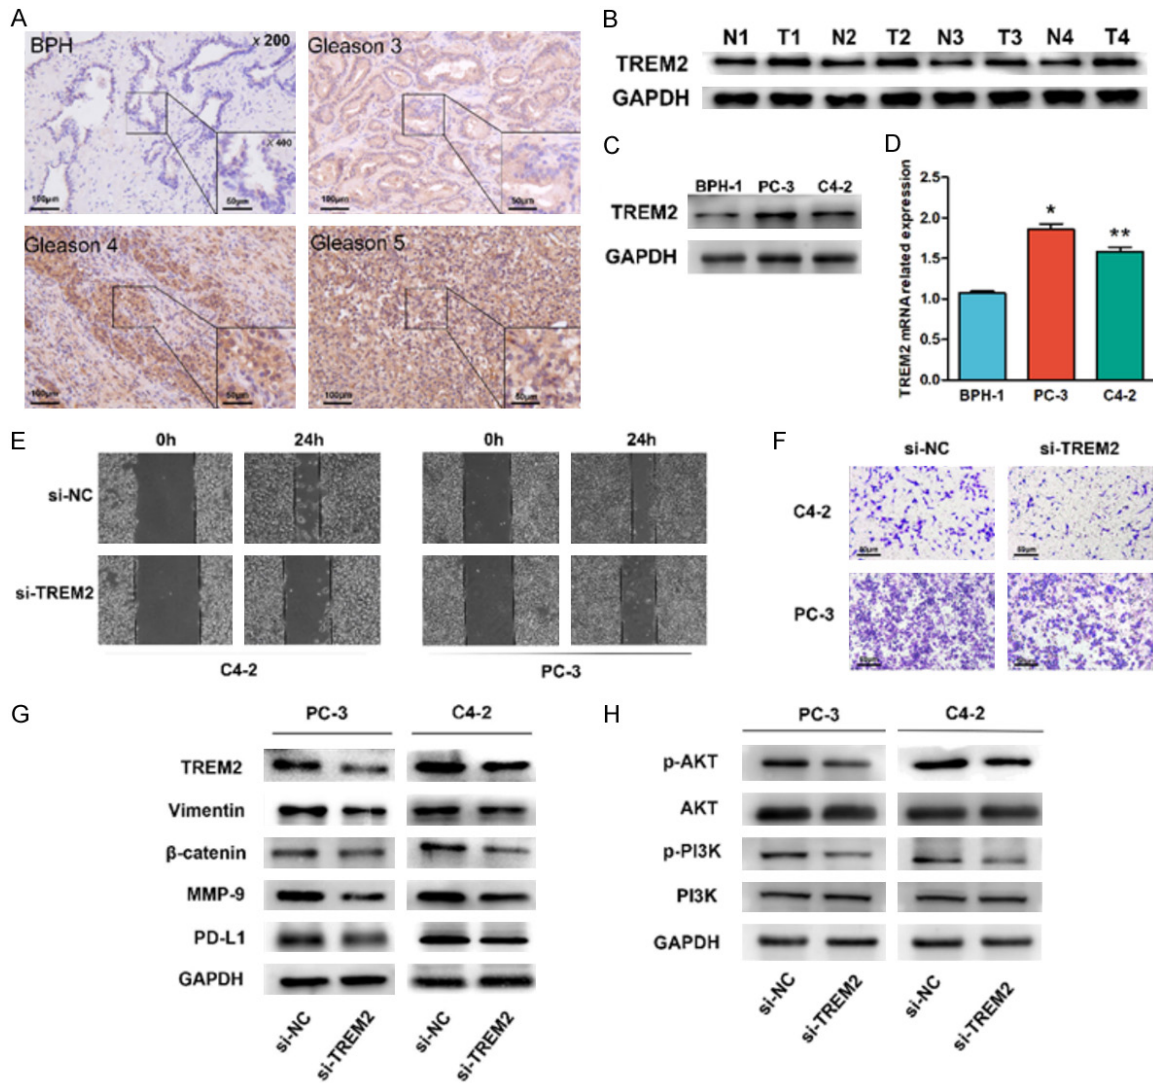 A
BPH
x 200
x 400
100μm
50μm
Gleason 3
100μm
50μm
Gleason 4
100μm
50μm
Gleason 5
100μm
50μm
B
N1 T1 N2 T2 N3 T3 N4 T4
TREM2
GAPDH
C
BPH-1 PC-3 C4-2
TREM2
GAPDH
D
TREM2 mRNA related expression
2.5
2.0
1.5
1.0
0.5
0.0
*
**
BPH-1 PC-3 C4-2
E
0h 24h 0h 24h
si-NC
si-TREM2
C4-2 PC-3
F
si-NC si-TREM2
C4-2
50μm 50μm
PC-3
G
PC-3 C4-2
TREM2
Vimentin
β-catenin
MMP-9
PD-L1
GAPDH
si-NC si-TREM2 si-NC si-TREM2
H
PC-3 C4-2
p-AKT
AKT
p-PI3K
PI3K
GAPDH
si-NC si-TREM2 si-NC si-TREM2